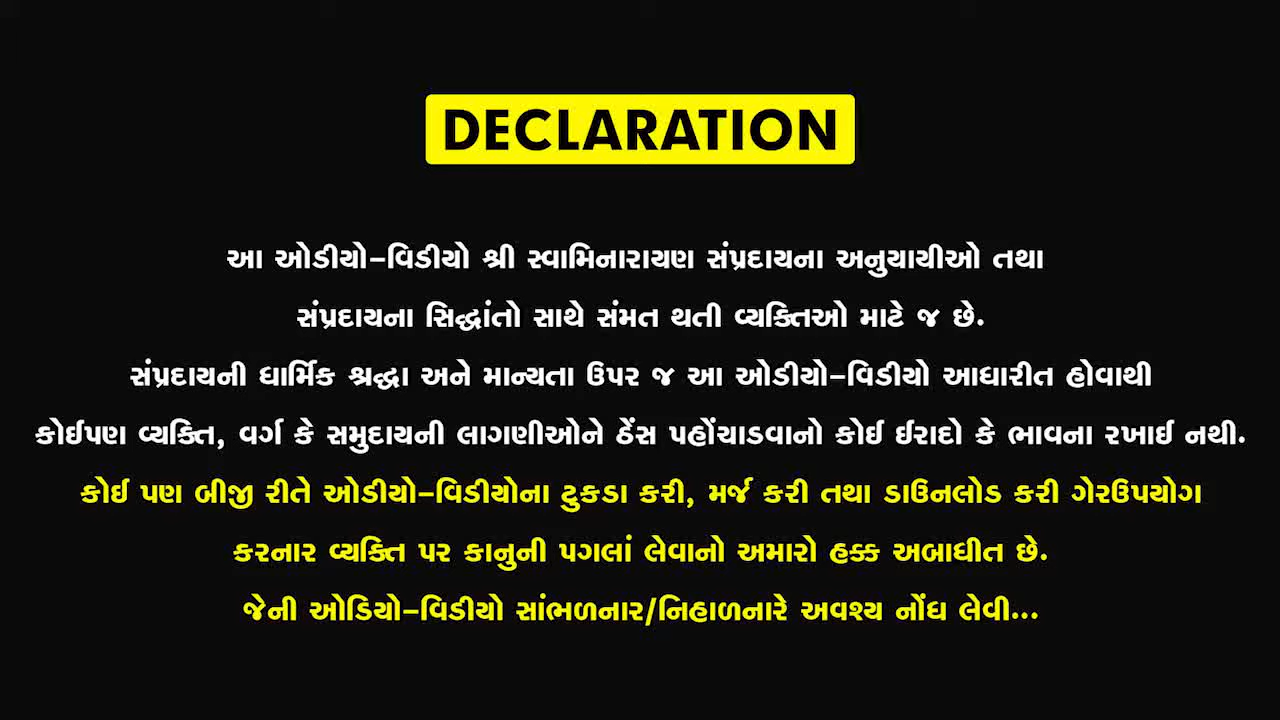 DECLARATION
આ ઓડીયો-વિડીયો શ્રી સ્વામિનારાયણ સંપ્રદાયના અનુયાયીઓ તથા
સંપ્રદાયના સિદ્ધાંતો સાથે સંમત થતી વ્યક્તિઓ માટે જ છે.
સંપ્રદાયની ધાર્મિક શ્રદ્ધા અને માન્યતા ઉપર જ આ ઓડીયો-વિડીયો આધારીત હોવાથી
કોઈપણ વ્યક્તિ, વર્ગ કે સમુદાયની લાગણીઓને ઠેંસ પહોંચાડવાનો કોઈ ઈરાદો કે ભાવના રખાઈ નથી.
કોઈ પણ બીજી રીતે ઓડીયો-વિડીયોના ટુકડા કરી, મર્જ કરી તથા ડાઉનલોડ કરી ગેરઉપયોગ
કરનાર વ્યક્તિ પર કાનુની પગલાં લેવાનો અમારો હક્ક અબાધીત છે.
જેની ઓડિયો-વિડીયો સાંભળનાર/નિહાળનારે અવશ્ય નોંધ લેવી...